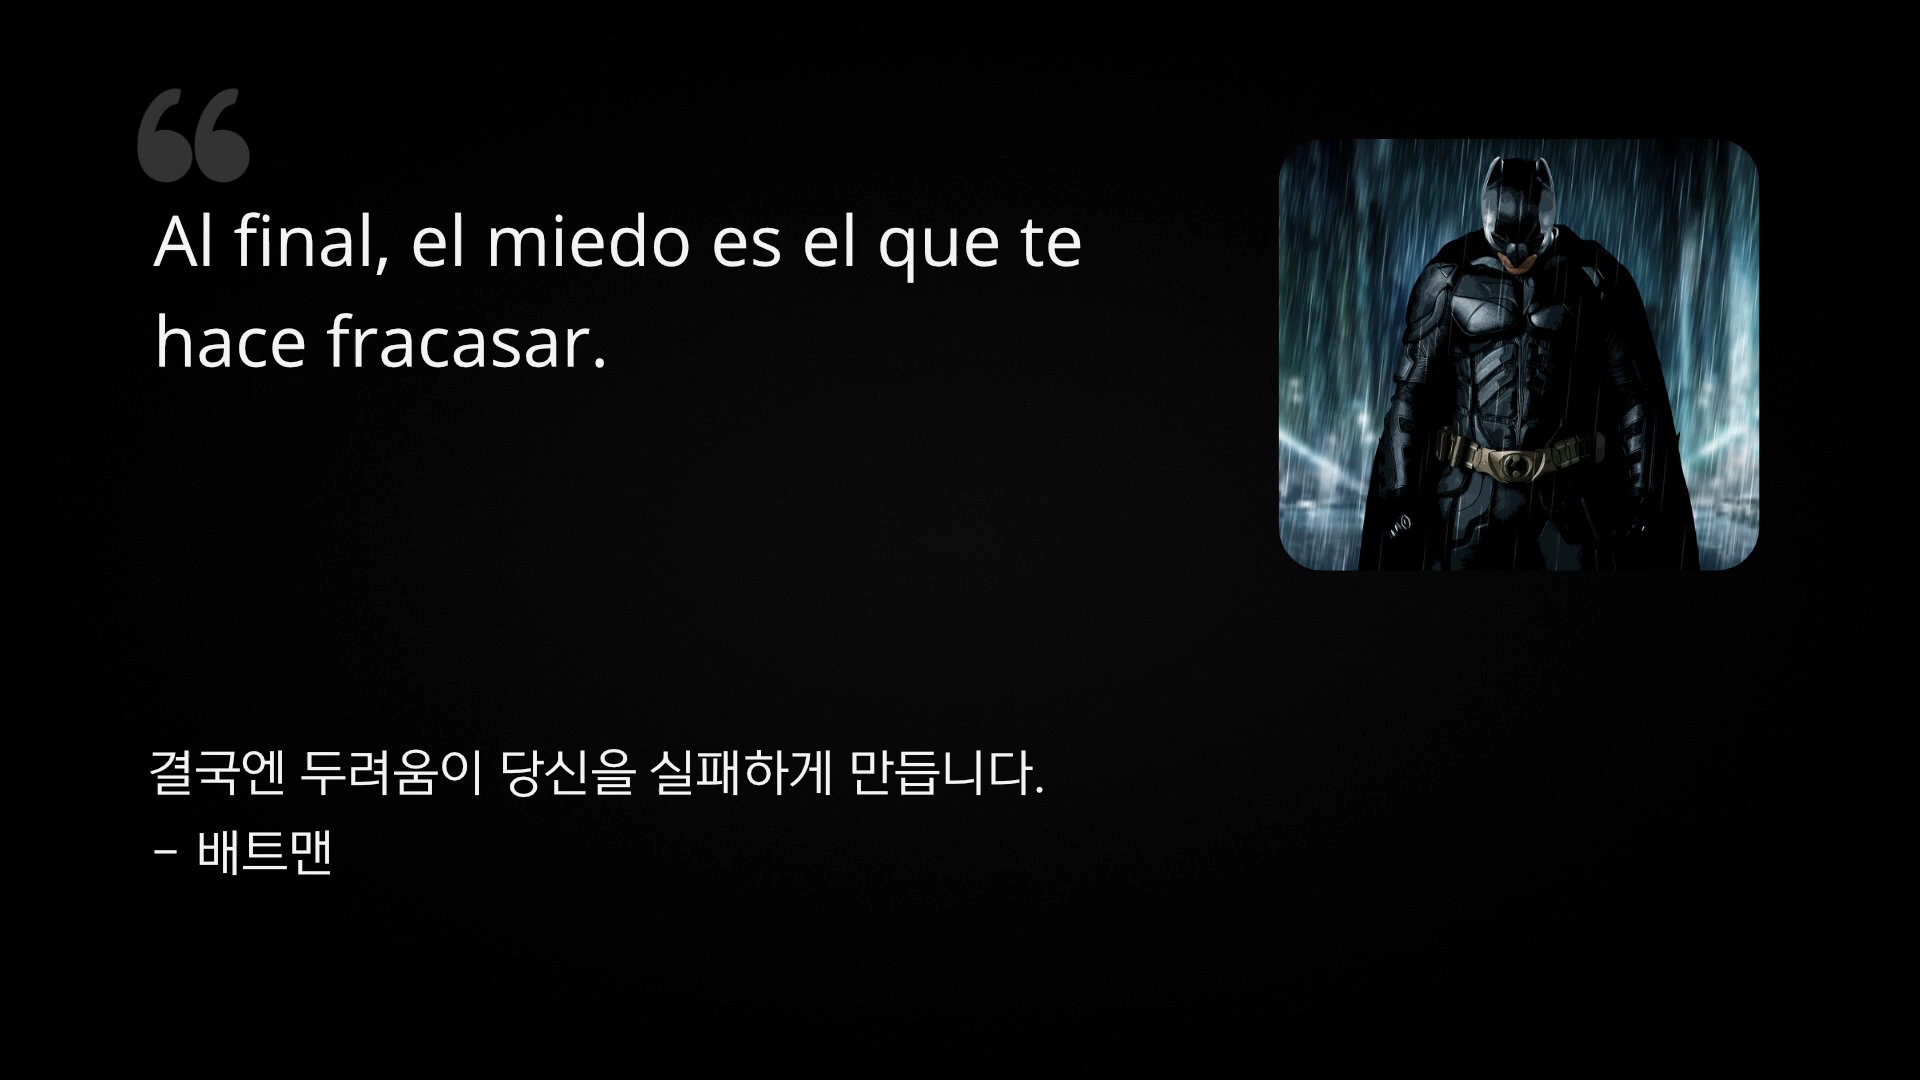 Al final, el miedo es el que te
hace fracasar.
결국엔 두려움이 당신을 실패하게 만듭니다.
– 배트맨